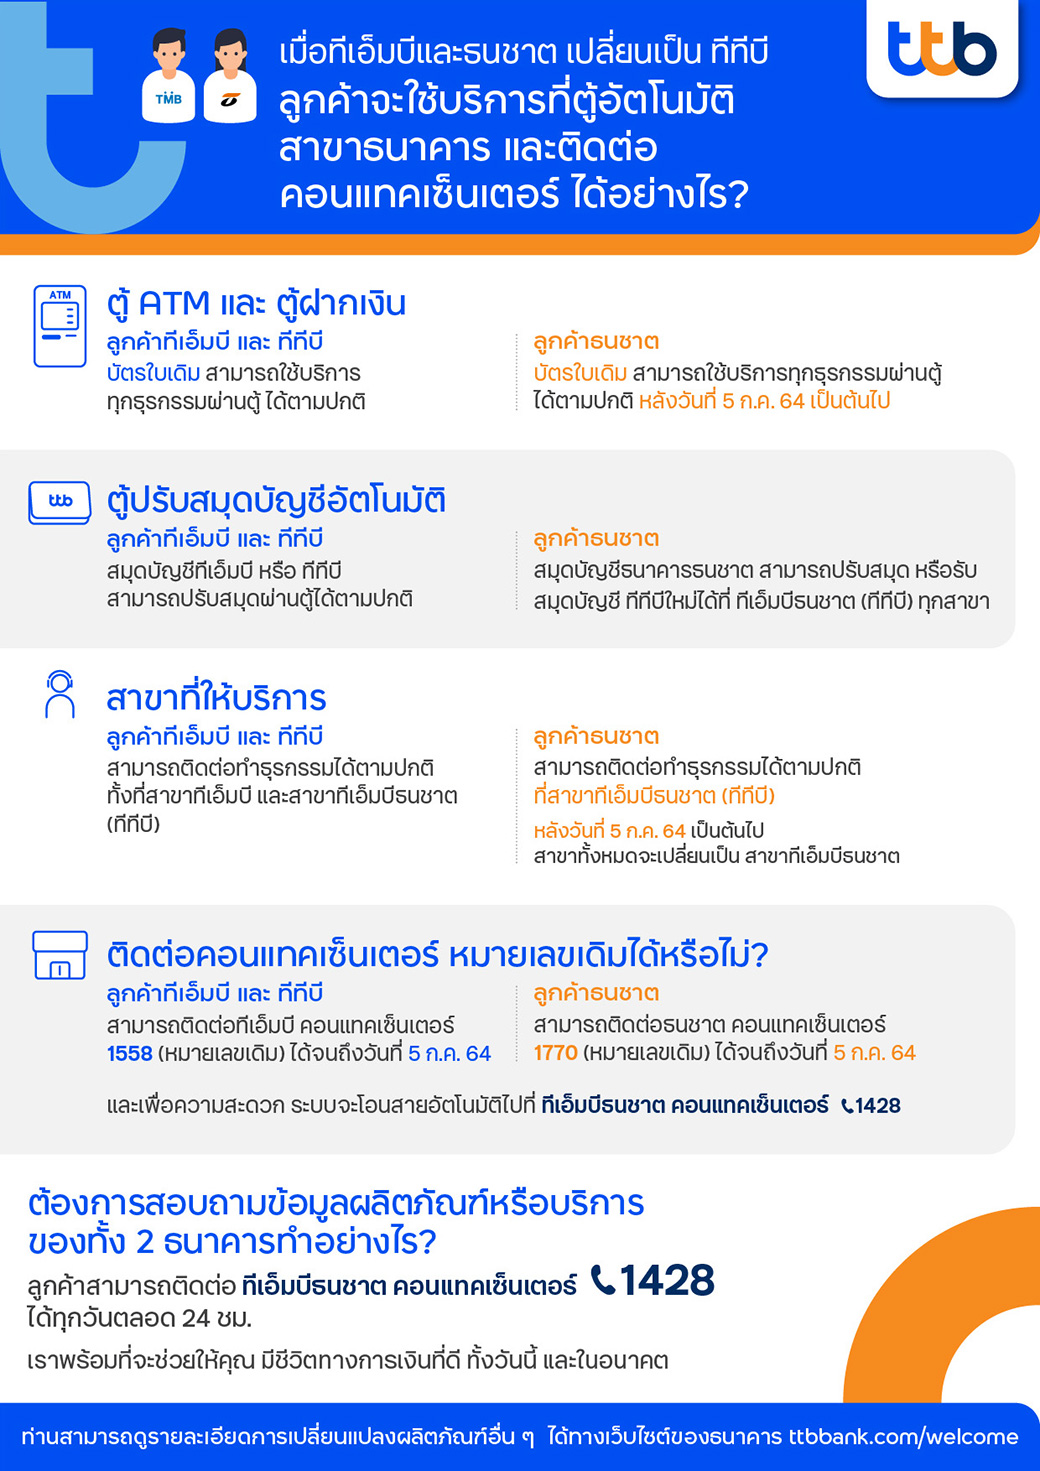 เมื่อทีเอ็มบีและธนชาต เปลี่ยนเป็น ทีทีบี
ลูกค้าจะใช้บริการที่ตู้อัตโนมัติ
สาขาธนาคาร และติดต่อ
คอนแทคเซ็นเตอร์ ได้อย่างไร?
ttb
TMB
ATM
ตู้ ATM และ ตู้ฝากเงิน
ลูกค้าทีเอ็มบี และ ทีทีบี
บัตรใบเดิม สามารถใช้บริการ
ทุกธุรกรรมผ่านตู้ ได้ตามปกติ
ลูกค้าธนชาต
บัตรใบเดิม สามารถใช้บริการทุกธุรกรรมผ่านตู้
ได้ตามปกติ หลังวันที่ 5 ก.ค. 64 เป็นต้นไป
ttb
ตู้ปรับสมุดบัญชีอัตโนมัติ
ลูกค้าทีเอ็มบี และ ทีทีบี
สมุดบัญชีทีเอ็มบี หรือ ทีทีบี
สามารถปรับสมุดผ่านตู้ได้ตามปกติ
ลูกค้าธนชาต
สมุดบัญชีธนาคารธนชาต สามารถปรับสมุด หรือรับ
สมุดบัญชี ทีทีบีใหม่ได้ที่ ทีเอ็มบีธนชาต (ทีทีบี) ทุกสาขา
สาขาที่ให้บริการ
ลูกค้าทีเอ็มบี และ ทีทีบี
สามารถติดต่อทำธุรกรรมได้ตามปกติ
ทั้งที่สาขาทีเอ็มบี และสาขาทีเอ็มบีธนชาต
(ทีทีบี)
ลูกค้าธนชาต
สามารถติดต่อทำธุรกรรมได้ตามปกติ
ที่สาขาทีเอ็มบีธนชาต (ทีทีบี)
หลังวันที่ 5 ก.ค. 64 เป็นต้นไป
สาขาทั้งหมดจะเปลี่ยนเป็น สาขาทีเอ็มบีธนชาต
ติดต่อคอนแทคเซ็นเตอร์ หมายเลขเดิมได้หรือไม่?
ลูกค้าทีเอ็มบี และ ทีทีบี
สามารถติดต่อทีเอ็มบี คอนแทคเซ็นเตอร์
1558 (หมายเลขเดิม) ได้จนถึงวันที่ 5 ก.ค. 64
ลูกค้าธนชาต
สามารถติดต่อธนชาต คอนแทคเซ็นเตอร์
1770 (หมายเลขเดิม) ได้จนถึงวันที่ 5 ก.ค. 64
และเพื่อความสะดวก ระบบจะโอนสายอัตโนมัติไปที่ ทีเอ็มบีธนชาต คอนแทคเซ็นเตอร์ 1428
ต้องการสอบถามข้อมูลผลิตภัณฑ์หรือบริการ
ของทั้ง 2 ธนาคารทำอย่างไร?
ลูกค้าสามารถติดต่อ ทีเอ็มบีธนชาต คอนแทคเซ็นเตอร์ 1428
ได้ทุกวันตลอด 24 ชม.
เราพร้อมที่จะช่วยให้คุณ มีชีวิตทางการเงินที่ดี ทั้งวันนี้ และในอนาคต
ท่านสามารถดูรายละเอียดการเปลี่ยนแปลงผลิตภัณฑ์อื่น ๆ ได้ทางเว็บไซต์ของธนาคาร ttbbank.com/welcome